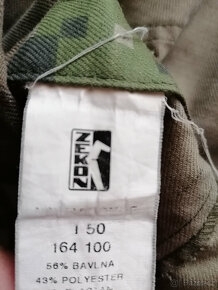 ZEKON
I 50
164 100
56% BAVLNA
43% POLYESTER